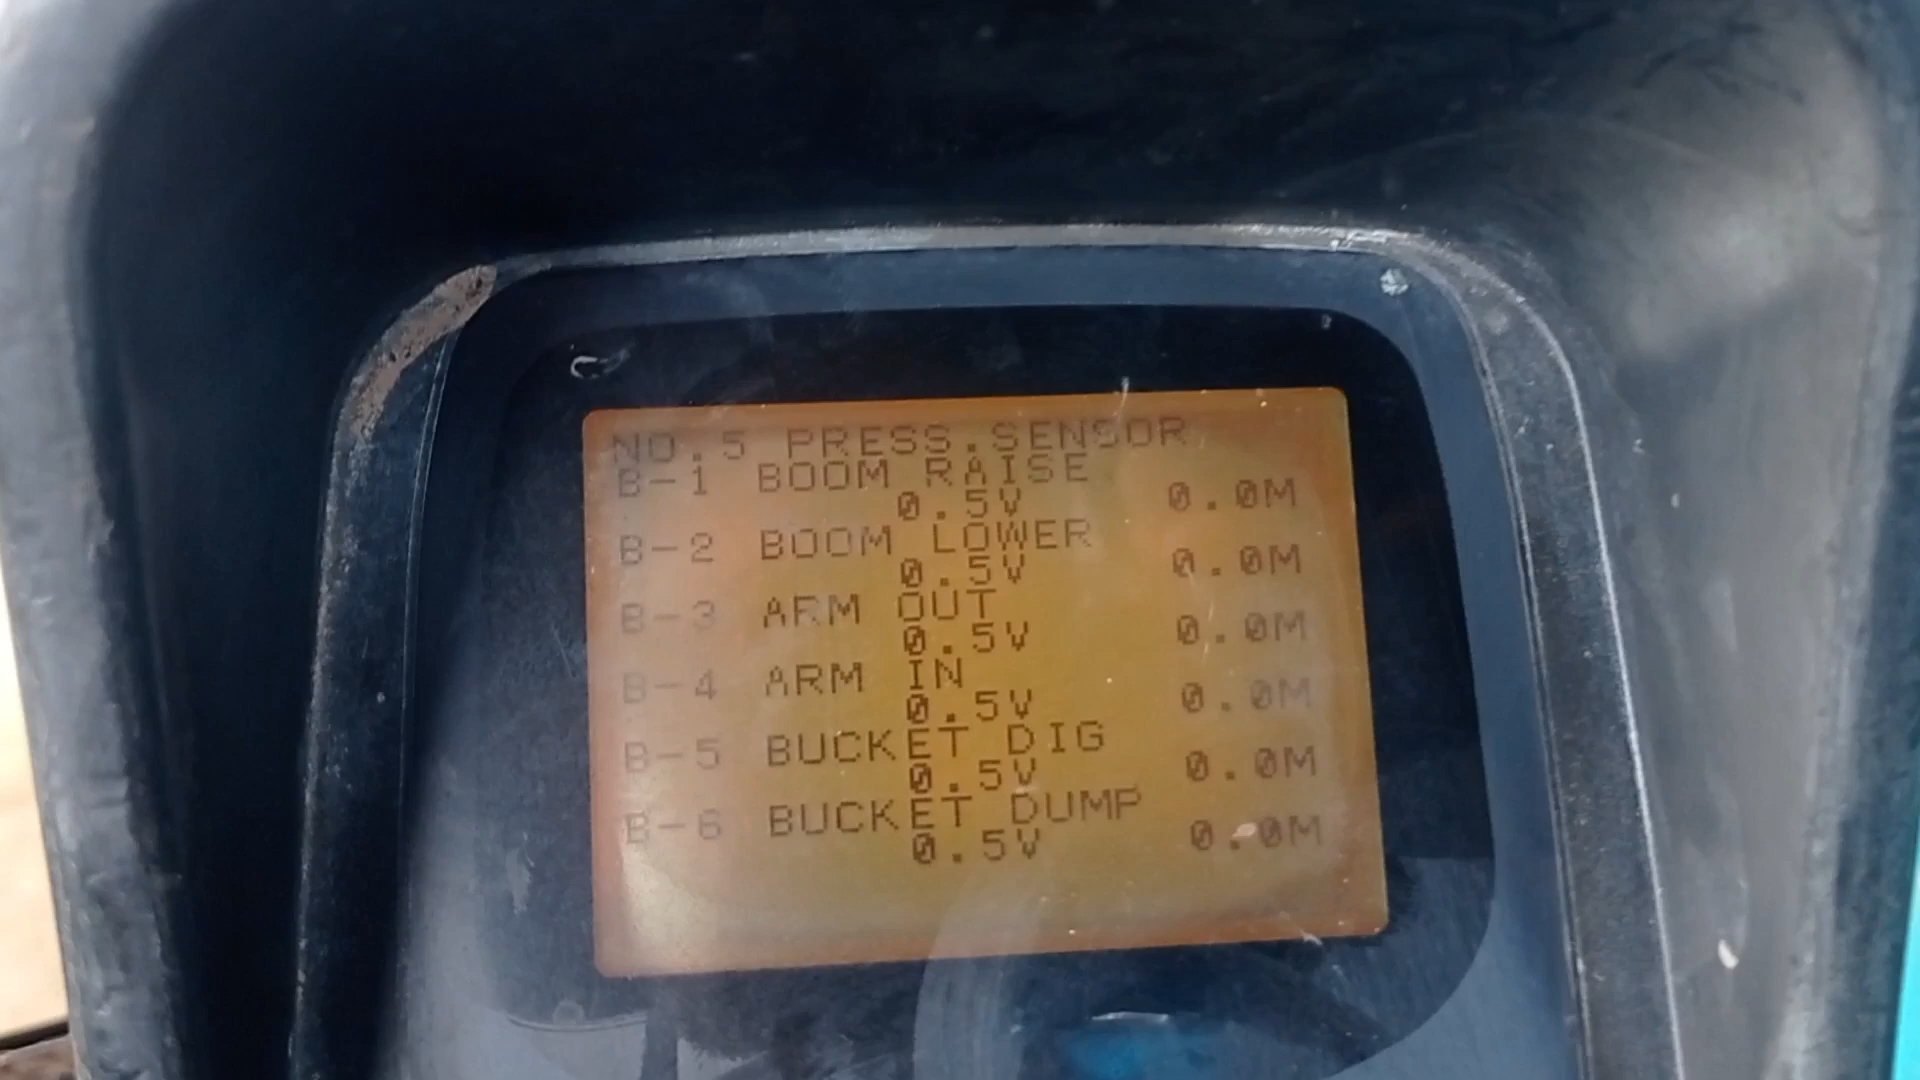 NO.5 PRESS.SENSOR
B-1 BOOM RAISE
0.5V 0.0M
B-2 BOOM LOWER
0.5V 0.0M
B-3 ARM OUT
0.5V 0.0M
B-4 ARM IN
0.5V 0.0M
B-5 BUCKET DIG
0.5V 0.0M
B-6 BUCKET DUMP
0.5V 0.0M